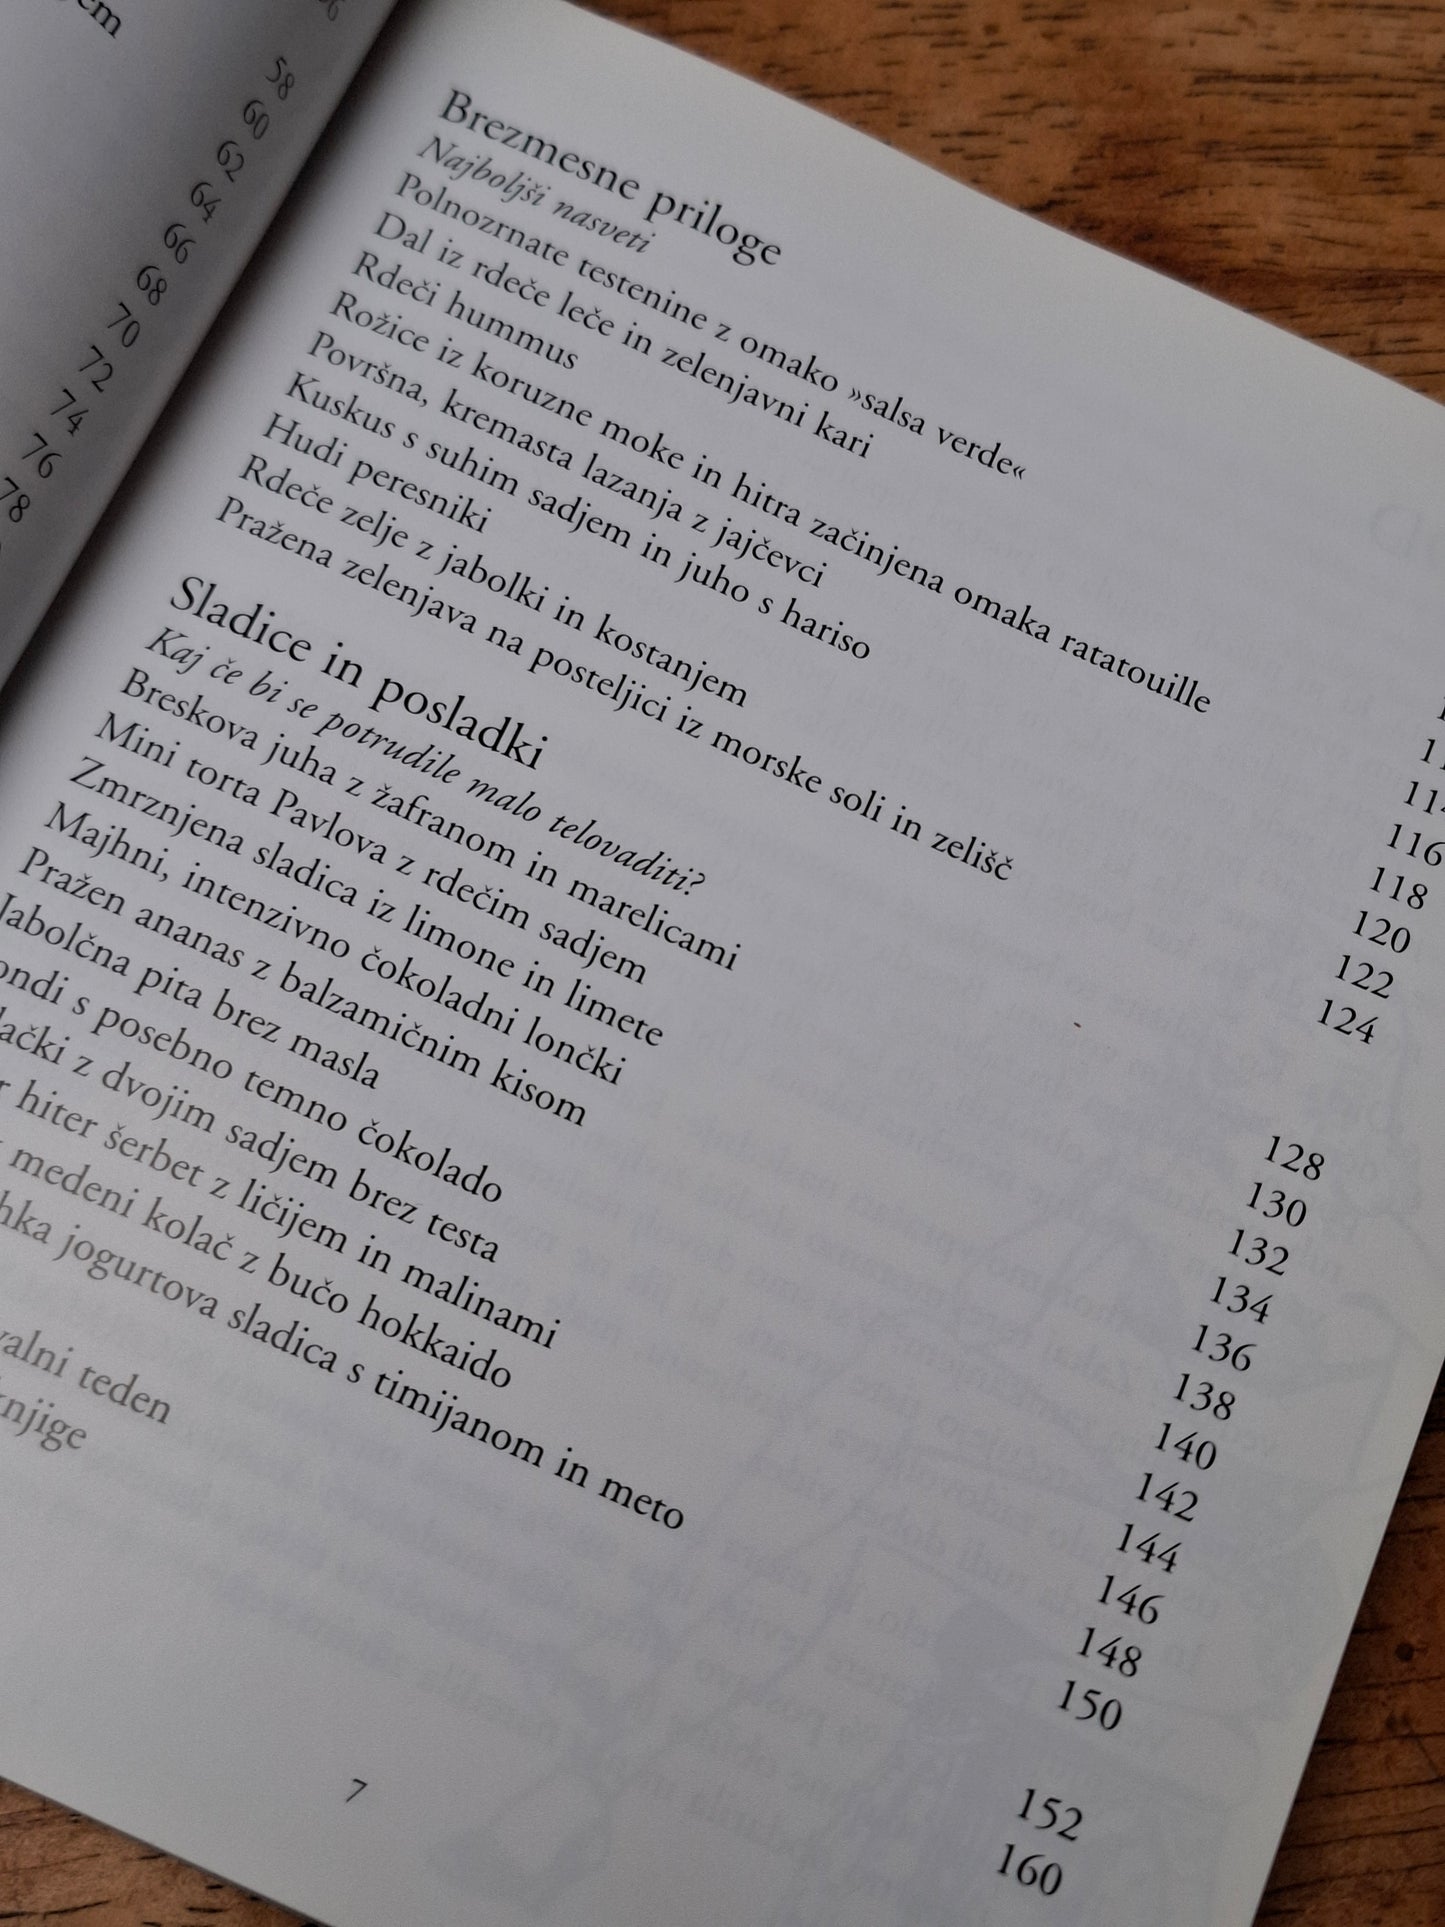 58
60
62
64
66
68
70
72
74
76
78
Brezmesne priloge
Najboljši nasveti
Polnozrnate testenine z omako »salsa verde«
Dal iz rdeče leče in zelenjavni kari
Rdeči hummus
Rožice iz koruzne moke in hitra začinjena omaka ratatouille
Površna, kremasta lazanja z jajčevci
Kuskus s suhim sadjem in juho s hariso 116
Hudi peresniki 118
Rdeče zelje z jabolki in kostanjem 120
122
Pražena zelenjava na posteljici iz morske soli in zelišč 124
Sladice in posladki
Kaj če bi se potrudile malo telovaditi? 128
Breskova juha z žafranom in marelicami 130
Mini torta Pavlova z rdečim sadjem 132
Zmrznjena sladica iz limone in limete 134
Majhni, intenzivno čokoladni lončki 136
Pražen ananas z balzamičnim kisom 138
Jabolčna pita brez masla 140
s posebno temno čokolado 142
z dvojim sadjem brez testa 144
hiter šerbet z ličijem in malinami 146
medeni kolač z bučo hokkaido 148
jogurtova sladica s timijanom in meto 150
teden 152
160
7